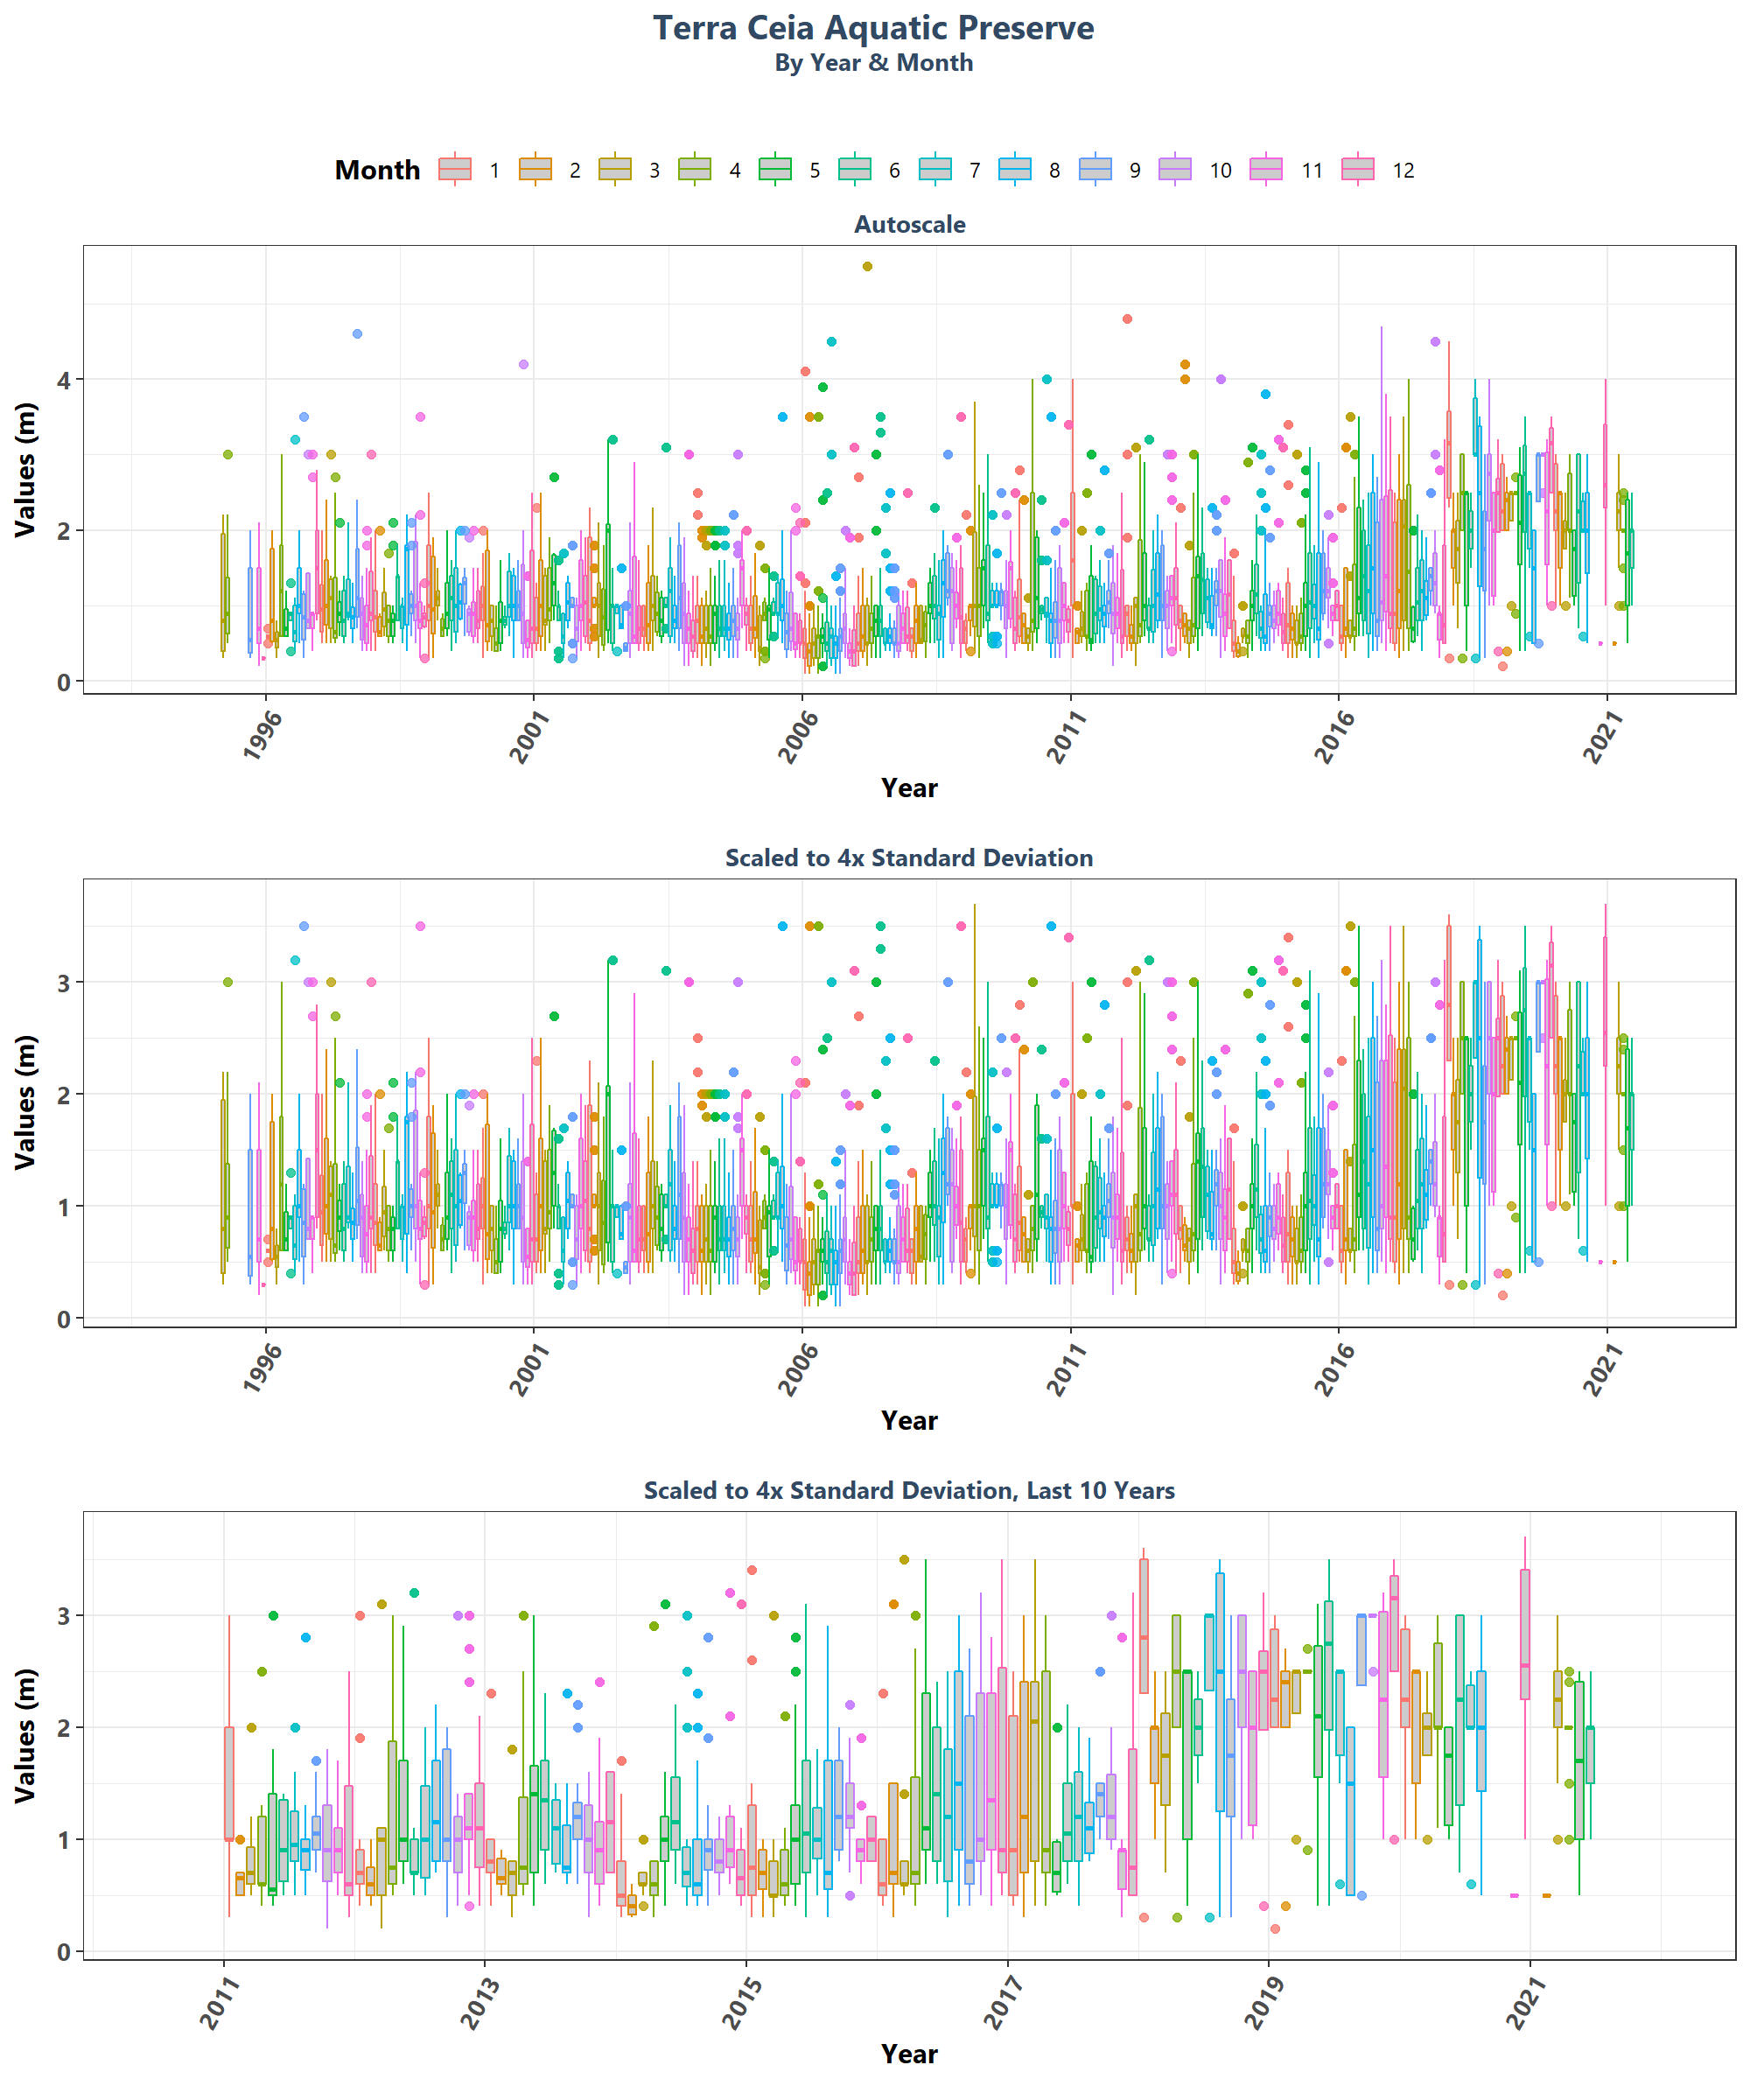 Terra Ceia Aquatic Preserve
By Year & Month
Month 1 2 3 4 5 6 7 8 9 10 11 12
Autoscale
Values (m)
4
2
0
1996 2001 2006 2011 2016 2021
Year
Scaled to 4x Standard Deviation
Values (m)
3
2
1
0
1996 2001 2006 2011 2016 2021
Year
Scaled to 4x Standard Deviation, Last 10 Years
Values (m)
3
2
1
0
2011 2013 2015 2017 2019 2021
Year